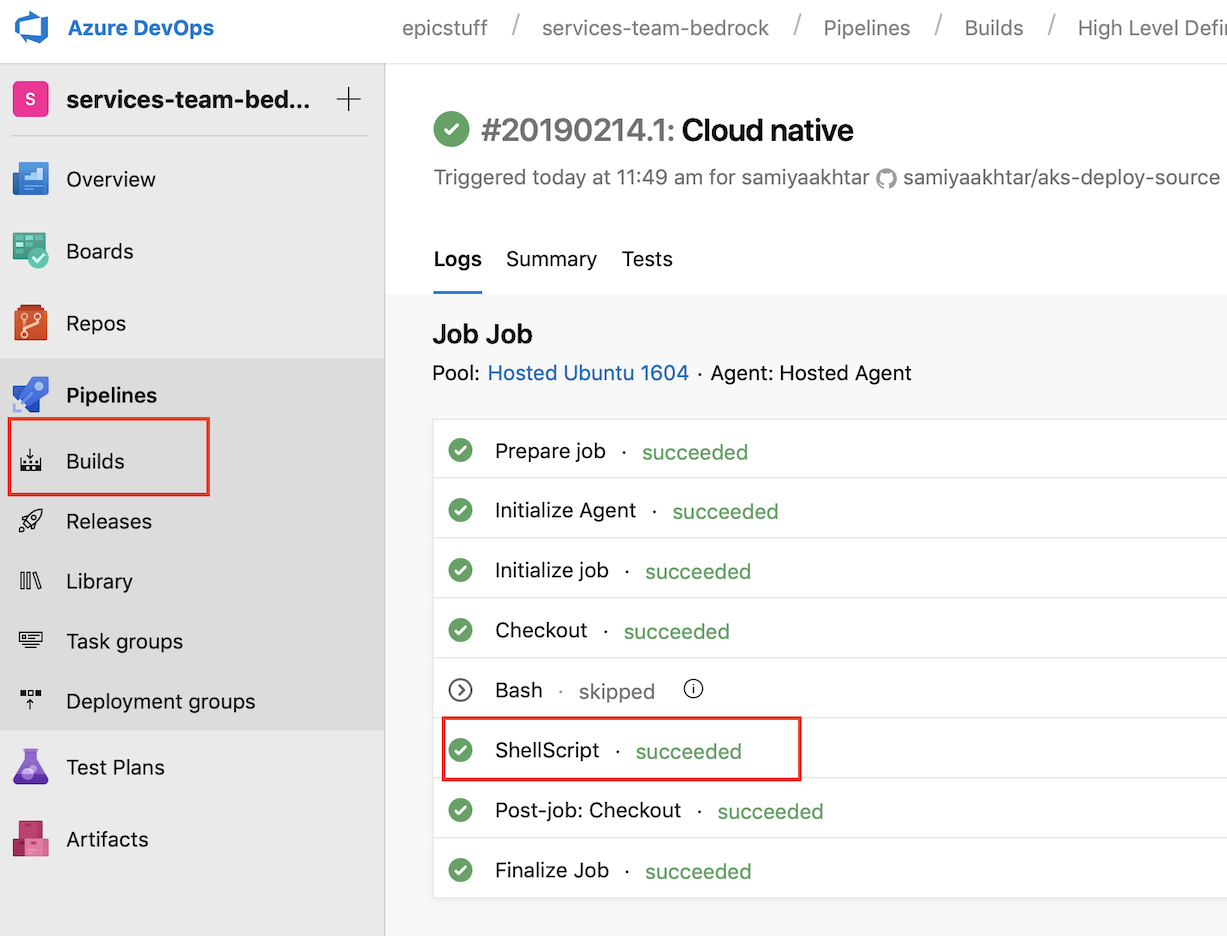 Azure DevOps
epicstuff / services-team-bedrock / Pipelines / Builds / High Level Defin
S services-team-bed... +
Overview
Boards
Repos
Pipelines
Builds
Releases
Library
Task groups
Deployment groups
Test Plans
Artifacts
#20190214.1: Cloud native
Triggered today at 11:49 am for samiyaakhtar samiyaakhtar/aks-deploy-source
Logs Summary Tests
Job Job
Pool: Hosted Ubuntu 1604 · Agent: Hosted Agent
Prepare job · succeeded
Initialize Agent · succeeded
Initialize job · succeeded
Checkout · succeeded
Bash · skipped
ShellScript · succeeded
Post-job: Checkout · succeeded
Finalize Job · succeeded